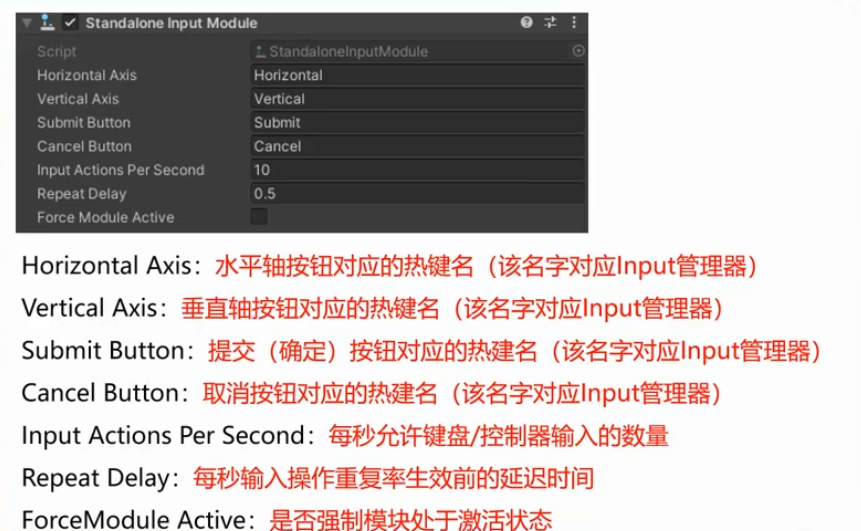 Standalone Input Module
Script StandaloneInputModule
Horizontal Axis Horizontal
Vertical Axis Vertical
Submit Button Submit
Cancel Button Cancel
Input Actions Per Second 10
Repeat Delay 0.5
Force Module Active
Horizontal Axis：水平轴按钮对应的热键名（该名字对应Input管理器）
Vertical Axis：垂直轴按钮对应的热键名（该名字对应Input管理器）
Submit Button：提交（确定）按钮对应的热建名（该名字对应Input管理器）
Cancel Button：取消按钮对应的热建名（该名字对应Input管理器）
Input Actions Per Second：每秒允许键盘/控制器输入的数量
Repeat Delay：每秒输入操作重复率生效前的延迟时间
ForceModule Active：是否强制模块处于激活状态